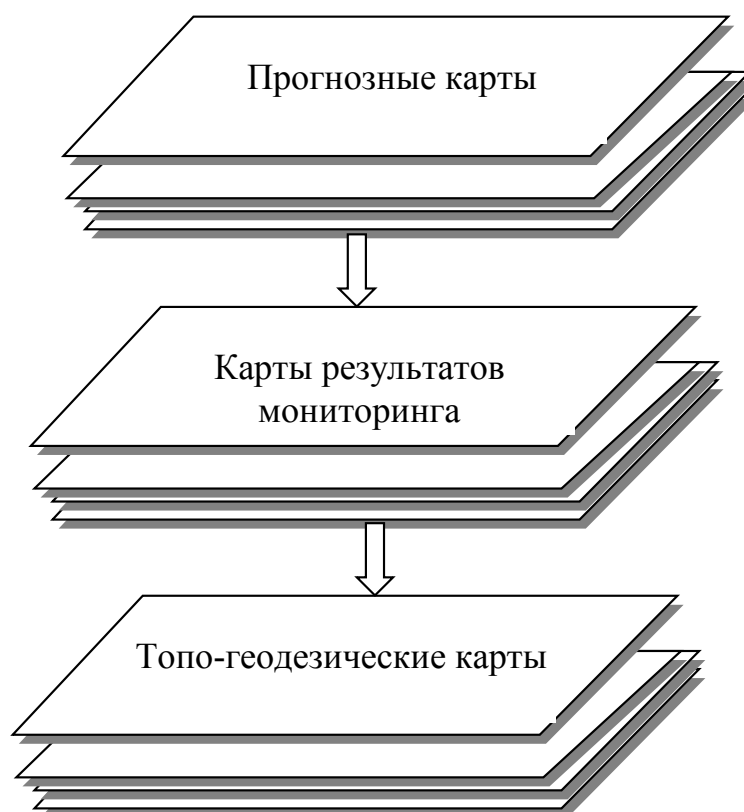 Прогнозные карты
Карты результатов
мониторинга
Топо-геодезические карты